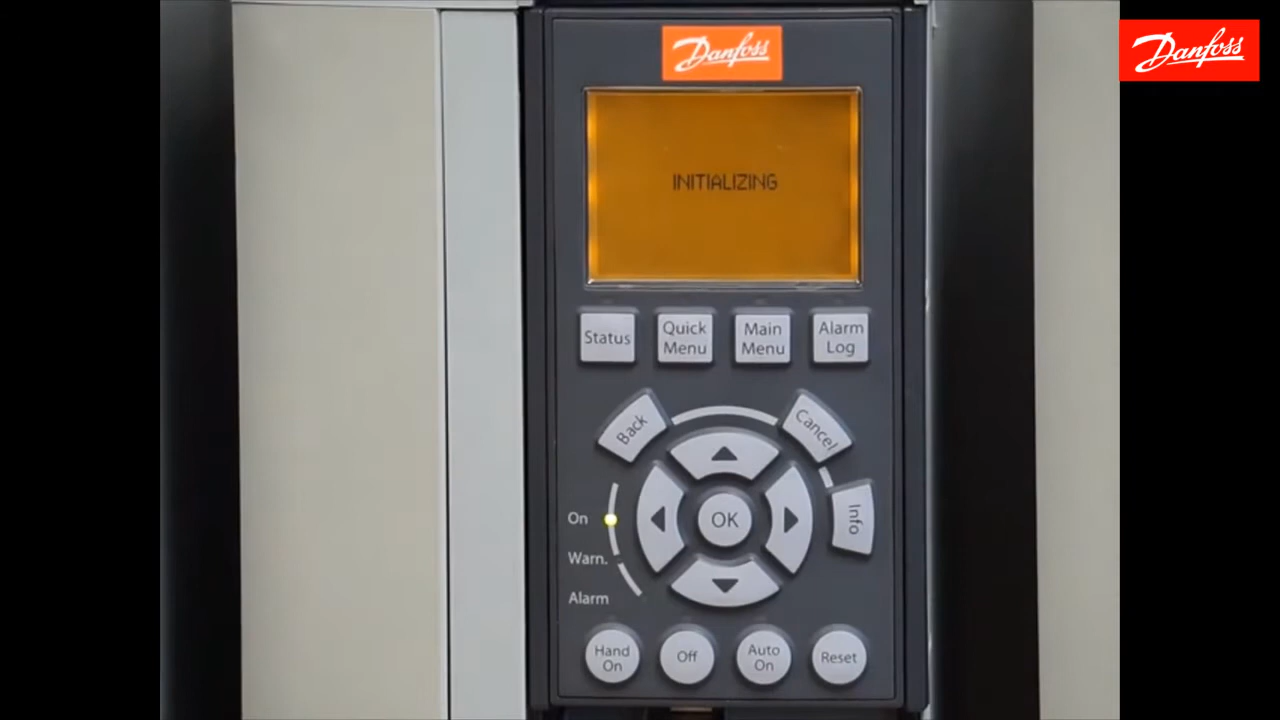 Danfoss
Danfoss
INITIALIZING
Status
Quick
Menu
Main
Menu
Alarm
Log
Back
Cancel
Info
OK
On
Warn.
Alarm
Hand
On
Off
Auto
On
Reset